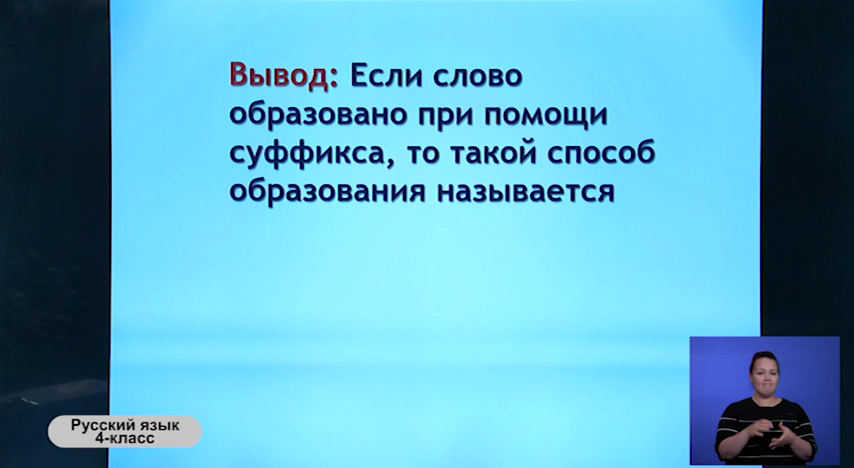 Вывод: Если слово
образовано при помощи
суффикса, то такой способ
образования называется
Русский язык
4-класс